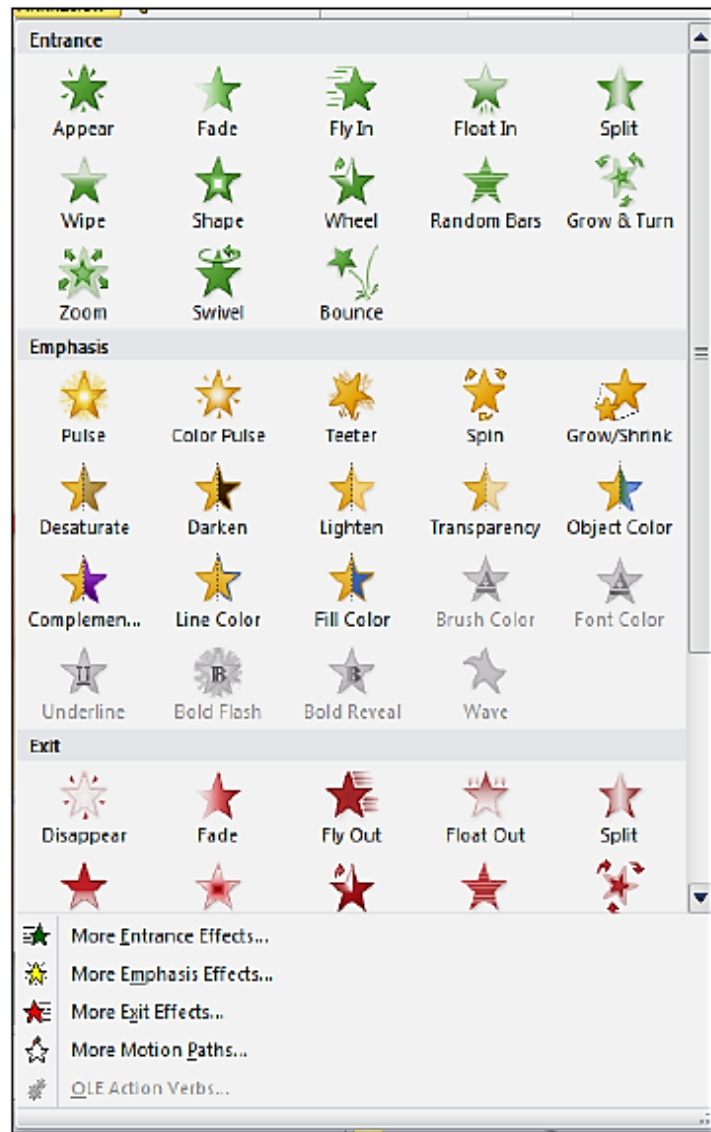 Entrance
Appear Fade Fly In Float In Split
Wipe Shape Wheel Random Bars Grow & Turn
Zoom Swivel Bounce
Emphasis
Pulse Color Pulse Teeter Spin Grow/Shrink
Desaturate Darken Lighten Transparency Object Color
Complemen... Line Color Fill Color Brush Color Font Color
Underline Bold Flash Bold Reveal Wave
Exit
Disappear Fade Fly Out Float Out Split
More Entrance Effects...
More Emphasis Effects...
More Exit Effects...
More Motion Paths...
OLE Action Verbs...